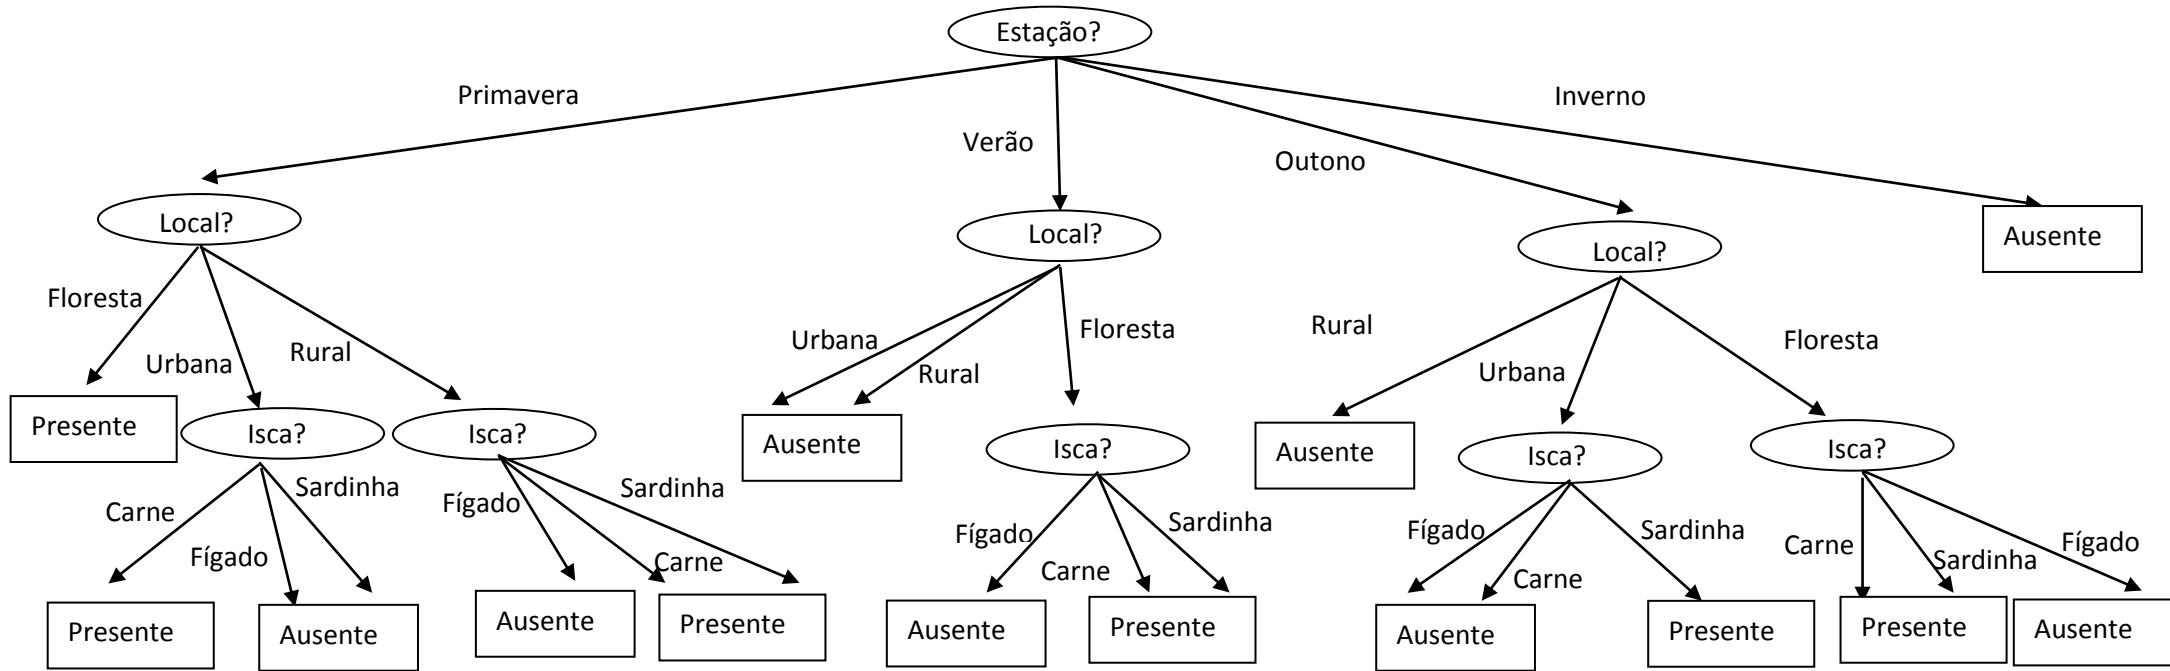 Estação?
Primavera
Inverno
Verão
Outono
Local?
Local?
Local?
Ausente
Floresta
Urbana
Rural
Urbana
Rural
Floresta
Rural
Urbana
Floresta
Presente
Isca?
Isca?
Ausente
Isca?
Ausente
Isca?
Isca?
Carne
Fígado
Sardinha
Fígado
Carne
Sardinha
Fígado
Carne
Sardinha
Fígado
Carne
Sardinha
Carne
Sardinha
Fígado
Presente
Ausente
Ausente
Presente
Ausente
Presente
Ausente
Presente
Presente
Ausente